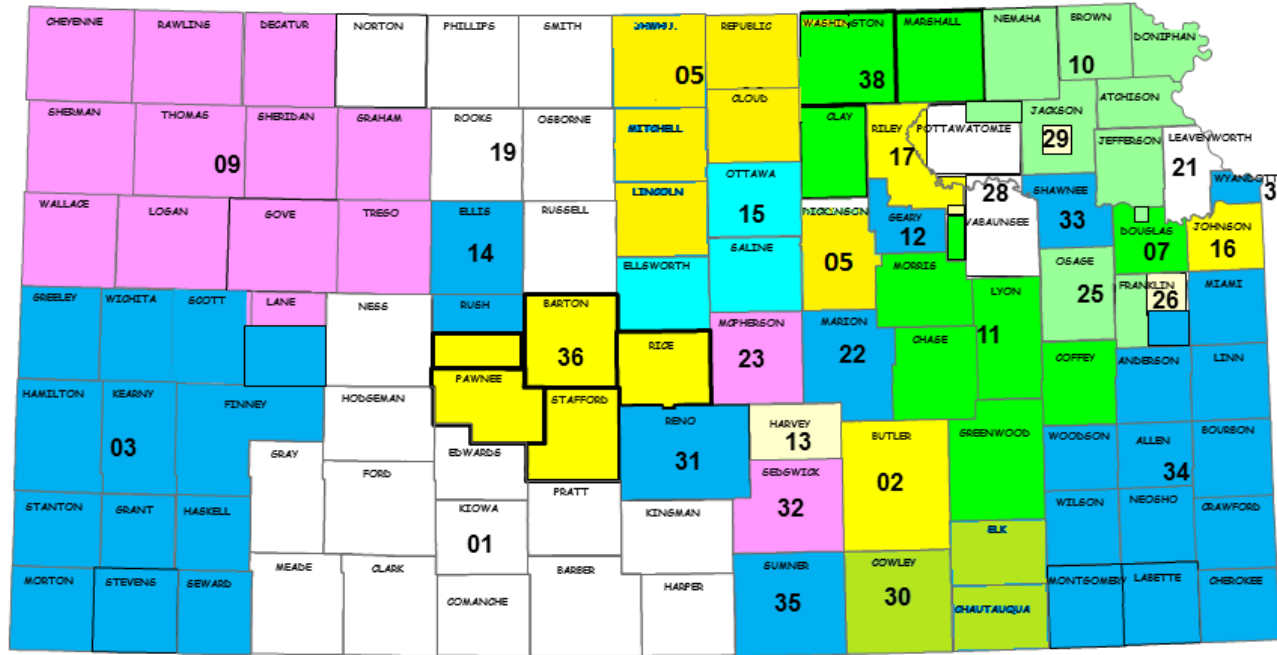 CHEYENNE RAWLINS DECATUR NORTON PHILLIPS SMITH REPUBLIC WASHINGTON MARSHALL NEMAHA BROWN DONIPHAN
05 38 10
SHERMAN THOMAS SHERIDAN GRAHAM ROOKS OSBORNE MITCHELL CLOUD CLAY RILEY POTTAWATOMIE JACKSON ATCHISON
09 19 17 29 JEFFERSON LEAVENWORTH
21
WALLACE LOGAN GOVE TREGO ELLIS RUSSELL LINCOLN OTTAWA DICKINSON GEARY 28 SHAWNEE WYANDOTT
14 15 12 WABAUNSEE 33 DOUGLAS JOHNSON 3
SALINE 05 MORRIS 07 16
ELLSWORTH OSAGE
GREELEY WICHITA SCOTT LANE NESS RUSH BARTON LYON 25 FRANKLIN 26 MIAMI
36 RICE MCPHERSON MARION 11
23 22 CHASE COFFEY ANDERSON LINN
PAWNEE
HAMILTON KEARNY FINNEY HODGEMAN STAFFORD
03 RENO HARVEY BUTLER GREENWOOD WOODSON ALLEN BOURBON
13
GRAY FORD EDWARDS 31 SEDGWICK 02 34
PRATT 32
STANTON GRANT HASKELL KIOWA KINGMAN WILSON NEOSHO CRAWFORD
01 ELK
MORTON STEVENS SEWARD MEADE CLARK COMANCHE BARBER HARPER SUMNER COWLEY MONTGOMERY LABETTE CHEROKEE
35 30 CHAUTAUQUA